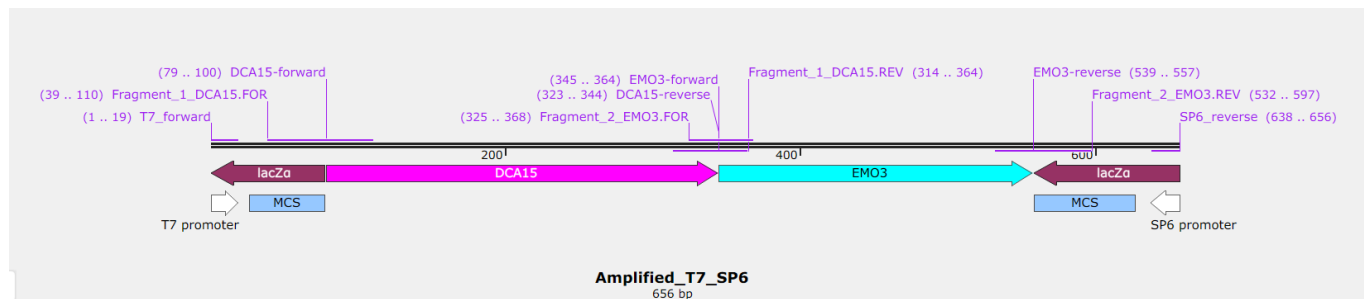 (79 .. 100) DCA15-forward
(345 .. 364) EMO3-forward
Fragment_1_DCA15.REV (314 .. 364)
EMO3-reverse (539 .. 557)
(39 .. 110) Fragment_1_DCA15.FOR
(323 .. 344) DCA15-reverse
Fragment_2_EMO3.REV (532 .. 597)
(1 .. 19) T7_forward
(325 .. 368) Fragment_2_EMO3.FOR
SP6_reverse (638 .. 656)
200
400
600
lacZα
DCA15
EMO3
lacZα
MCS
MCS
T7 promoter
SP6 promoter
Amplified_T7_SP6
656 bp